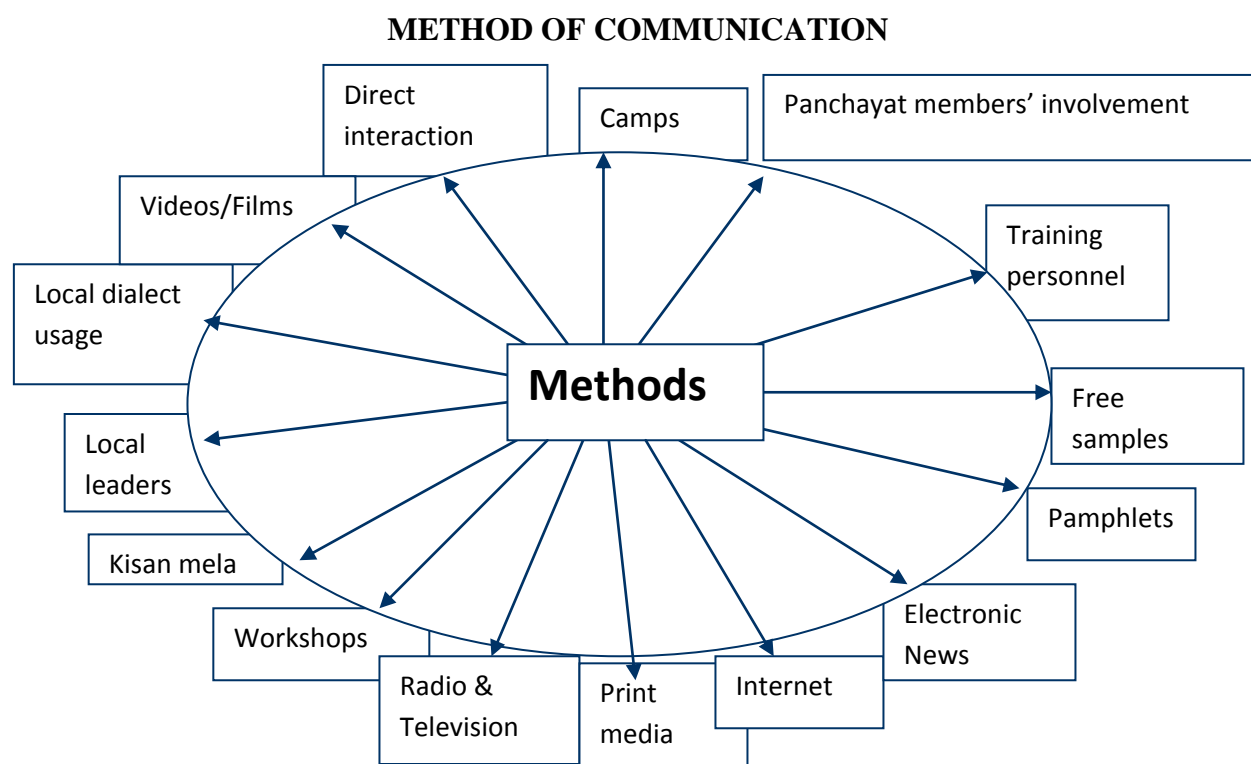 METHOD OF COMMUNICATION
Direct
interaction
Camps
Panchayat members’ involvement
Videos/Films
Training
personnel
Local dialect
usage
Methods
Free
samples
Local
leaders
Pamphlets
Kisan mela
Electronic
News
Workshops
Radio &
Television
Print
media
Internet